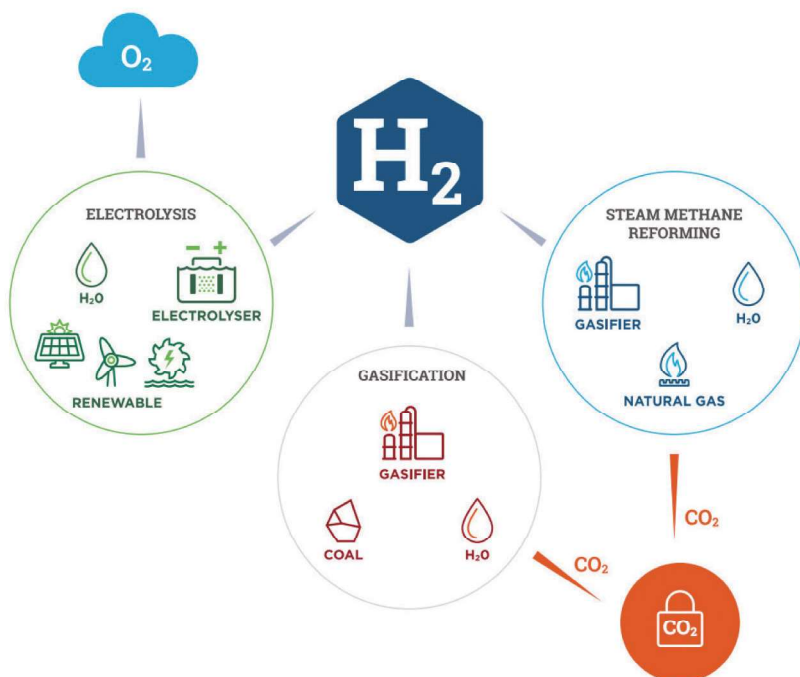 O₂
H₂
ELECTROLYSIS
H₂O
− +
ELECTROLYSER
RENEWABLE
STEAM METHANE
REFORMING
GASIFIER
H₂O
NATURAL GAS
GASIFICATION
GASIFIER
COAL
H₂O
CO₂
CO₂
CO₂